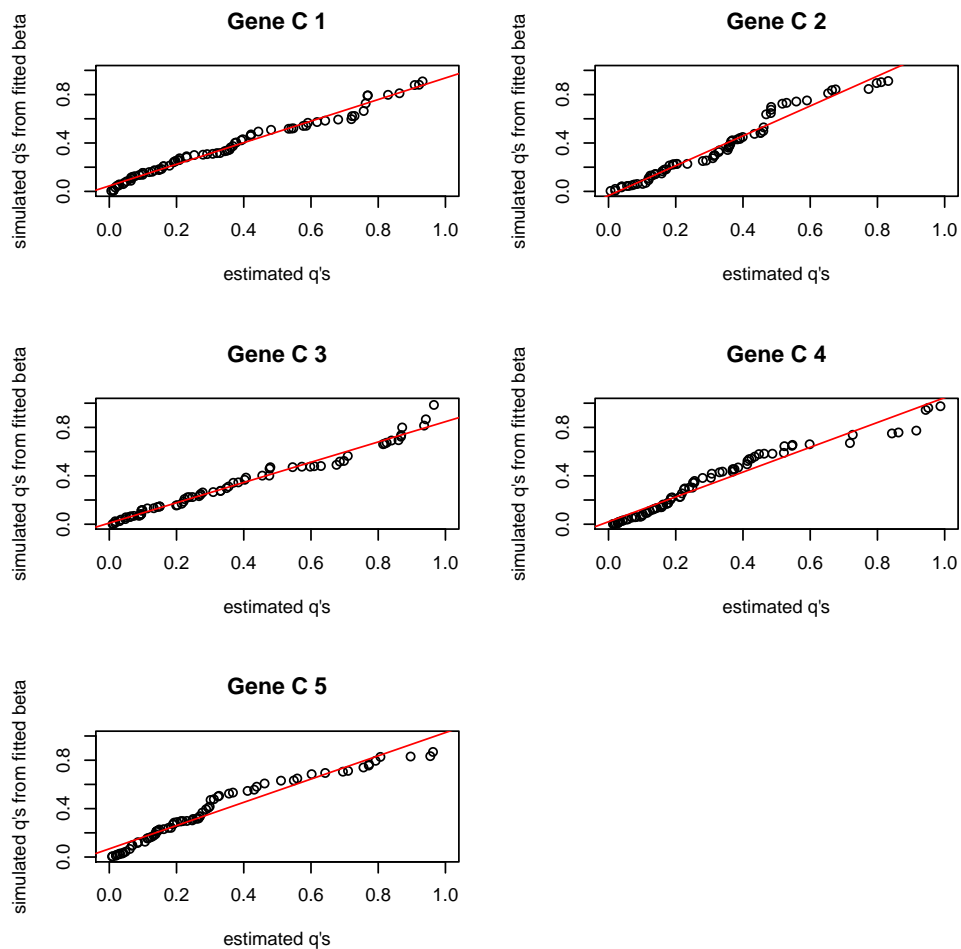 Gene C 1
simulated q's from fitted beta
0.0 0.4 0.8
0.0 0.2 0.4 0.6 0.8 1.0
estimated q's
Gene C 2
simulated q's from fitted beta
0.0 0.4 0.8
0.0 0.2 0.4 0.6 0.8 1.0
estimated q's
Gene C 3
simulated q's from fitted beta
0.0 0.4 0.8
0.0 0.2 0.4 0.6 0.8 1.0
estimated q's
Gene C 4
simulated q's from fitted beta
0.0 0.4 0.8
0.0 0.2 0.4 0.6 0.8 1.0
estimated q's
Gene C 5
simulated q's from fitted beta
0.0 0.4 0.8
0.0 0.2 0.4 0.6 0.8 1.0
estimated q's